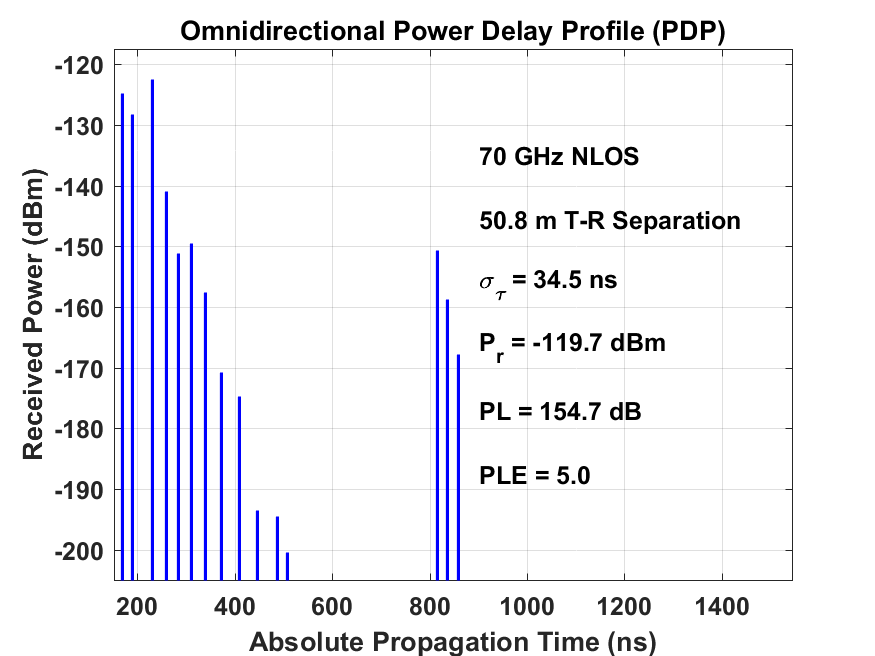 Omnidirectional Power Delay Profile (PDP)
-120
-130
-140
-150
-160
-170
-180
-190
-200
Received Power (dBm)
70 GHz NLOS
50.8 m T-R Separation
σ_τ = 34.5 ns
P_r = -119.7 dBm
PL = 154.7 dB
PLE = 5.0
200 400 600 800 1000 1200 1400
Absolute Propagation Time (ns)